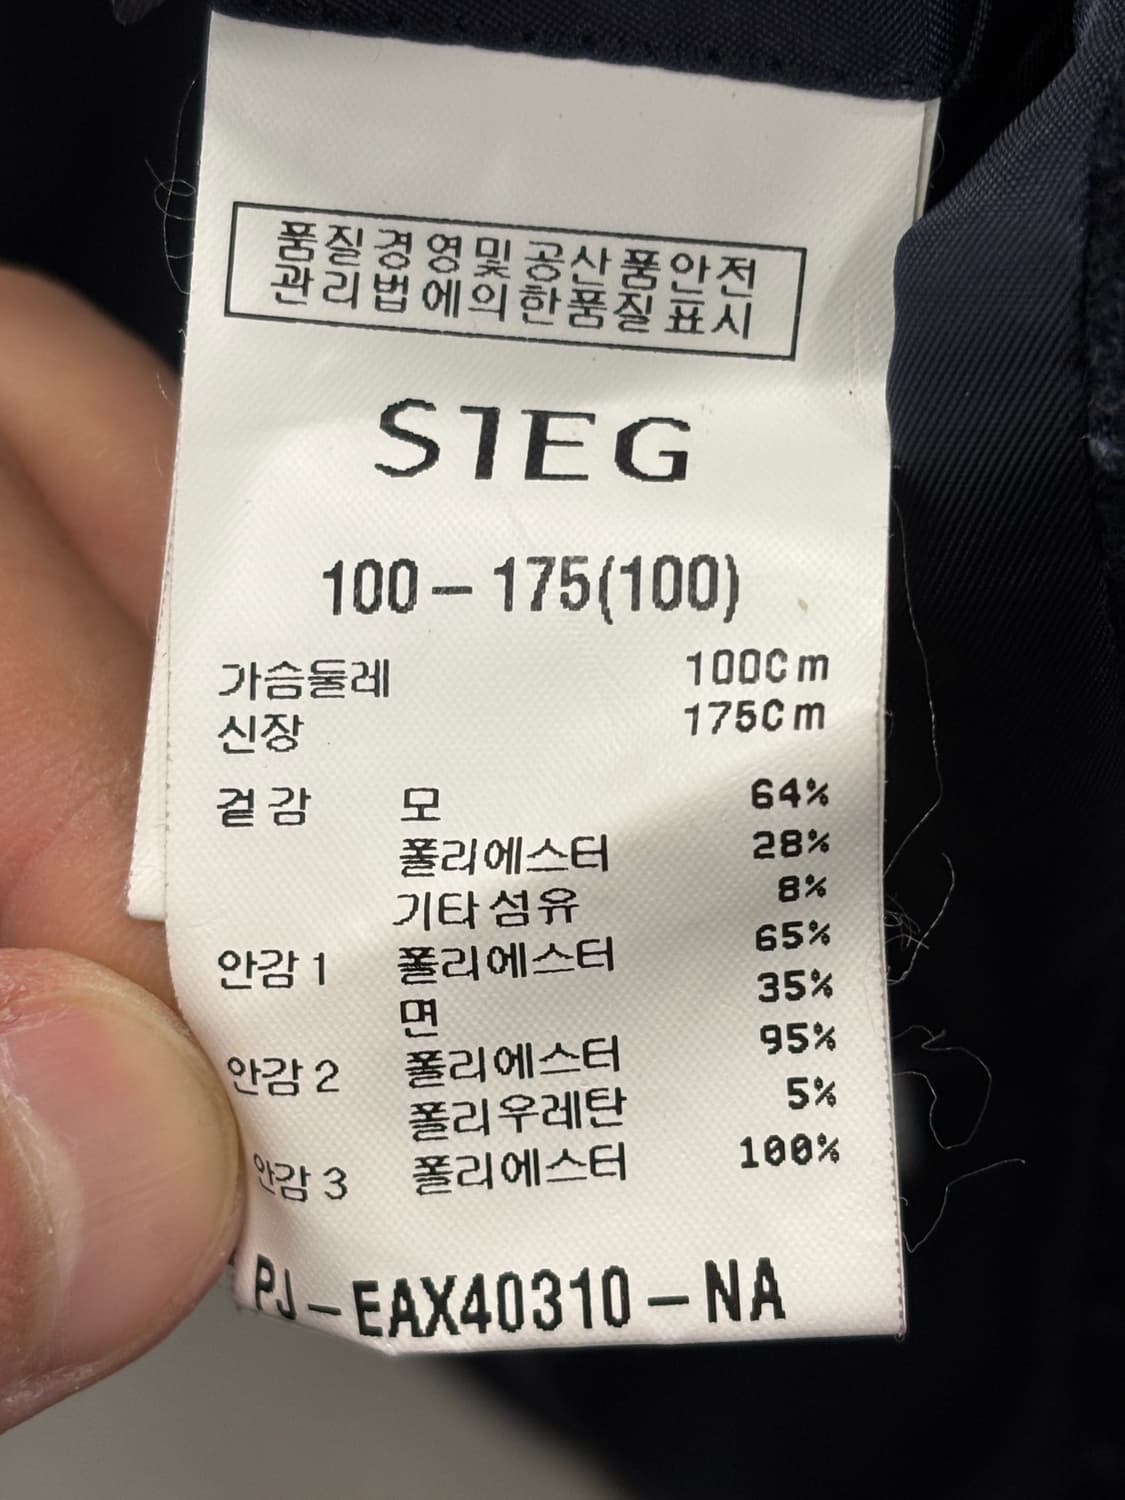 품질경영및공산품안전
관리법에의한품질표시
SIEG
100-175(100)
가슴둘레 100Cm
신장 175Cm
겉감 모 64%
폴리에스터 28%
기타섬유 8%
안감1 폴리에스터 65%
면 35%
안감2 폴리에스터 95%
폴리우레탄 5%
안감3 폴리에스터 100%
PJ-EAX40310-NA